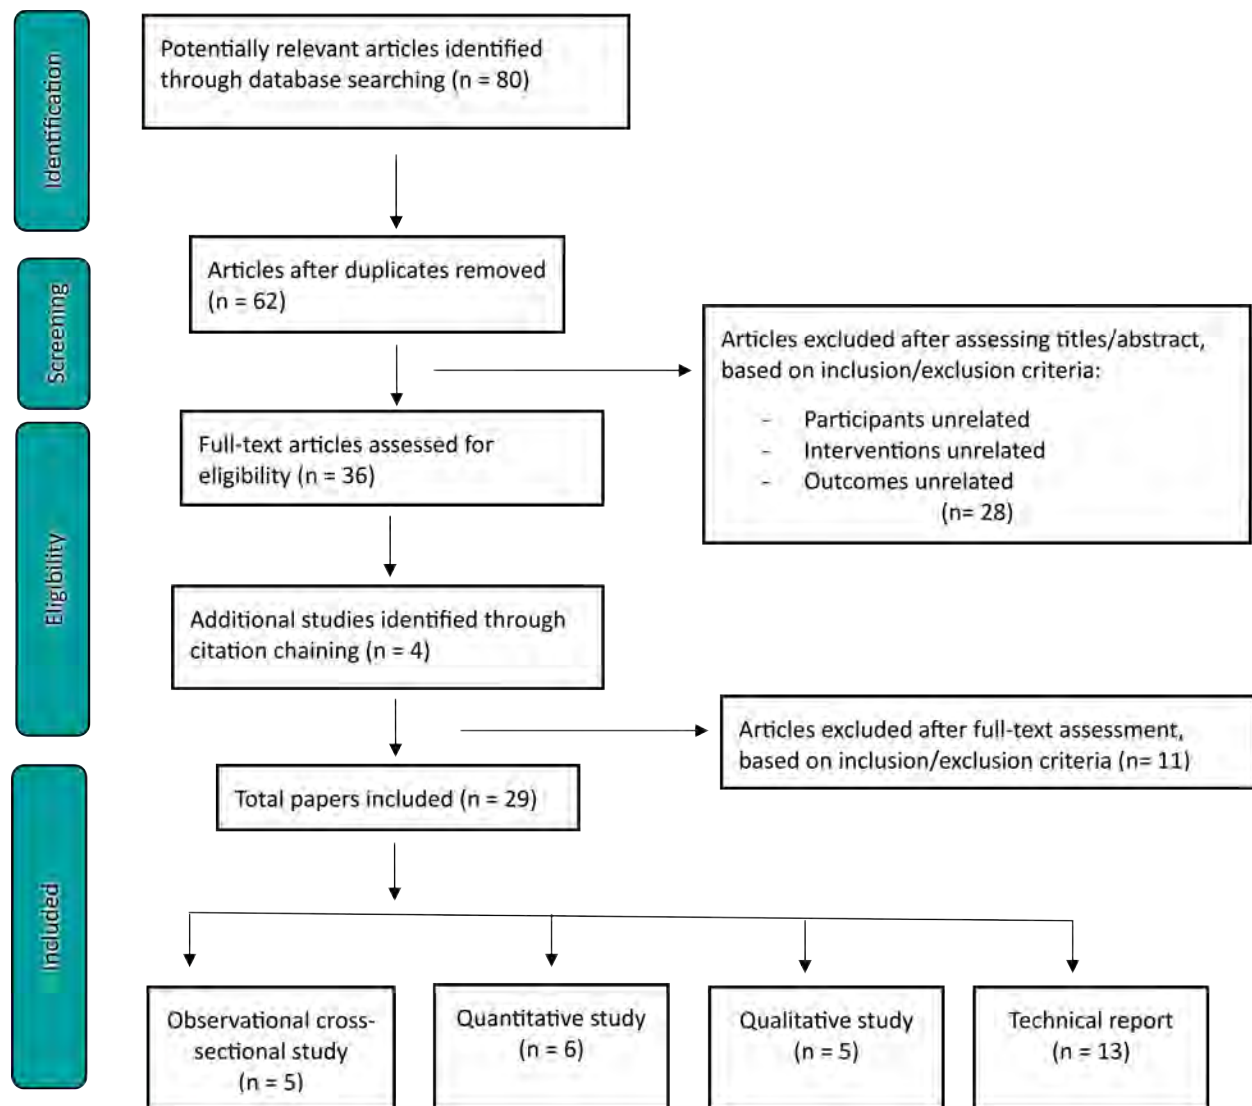 Identification
Potentially relevant articles identified
through database searching (n = 80)
Screening
Articles after duplicates removed
(n = 62)
Articles excluded after assessing titles/abstract,
based on inclusion/exclusion criteria:
- Participants unrelated
- Interventions unrelated
- Outcomes unrelated
(n= 28)
Eligibility
Full-text articles assessed for
eligibility (n = 36)
Additional studies identified through
citation chaining (n = 4)
Articles excluded after full-text assessment,
based on inclusion/exclusion criteria (n= 11)
Included
Total papers included (n = 29)
Observational cross-
sectional study
(n = 5)
Quantitative study
(n = 6)
Qualitative study
(n = 5)
Technical report
(n = 13)